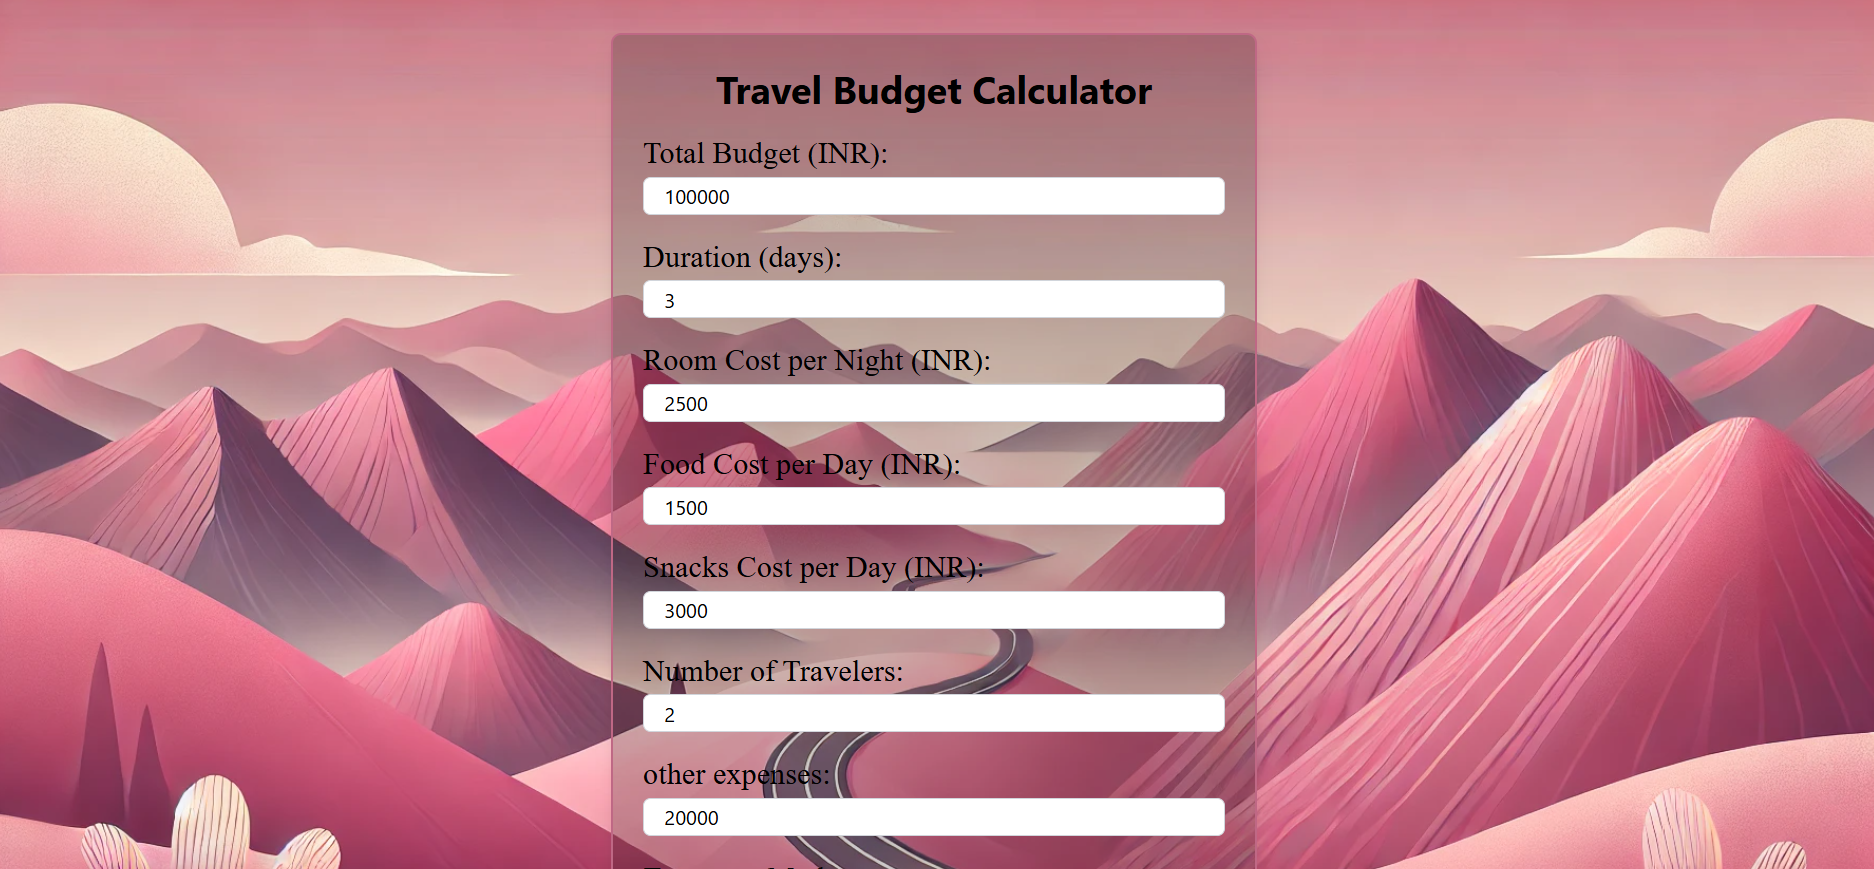 Travel Budget Calculator
Total Budget (INR):
100000
Duration (days):
3
Room Cost per Night (INR):
2500
Food Cost per Day (INR):
1500
Snacks Cost per Day (INR):
3000
Number of Travelers:
2
other expenses:
20000